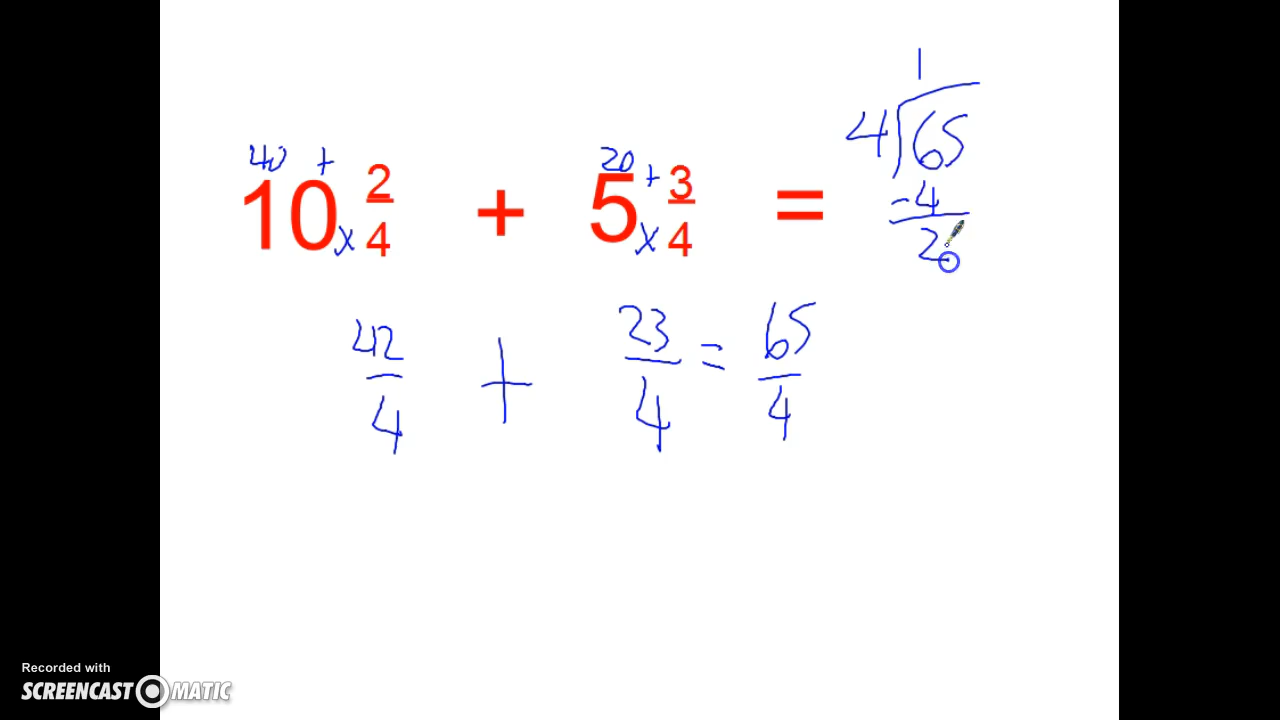 1
4 65
40 + 20 +
10 2/4 + 5 3/4 =
x x
- 4
2
42/4 + 23/4 = 65/4
Recorded with
SCREENCAST MATIC